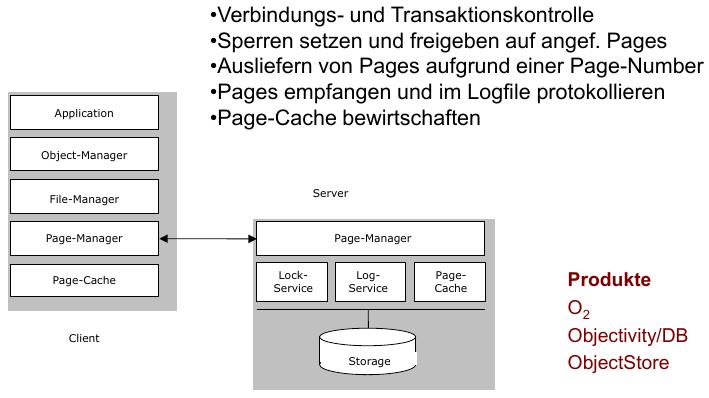 •Verbindungs- und Transaktionskontrolle
•Sperren setzen und freigeben auf angef. Pages
•Ausliefern von Pages aufgrund einer Page-Number
•Pages empfangen und im Logfile protokollieren
•Page-Cache bewirtschaften
Application
Object-Manager
File-Manager
Page-Manager
Page-Cache
Client
Server
Page-Manager
Lock-
Service
Log-
Service
Page-
Cache
Storage
Produkte
O2
Objectivity/DB
ObjectStore